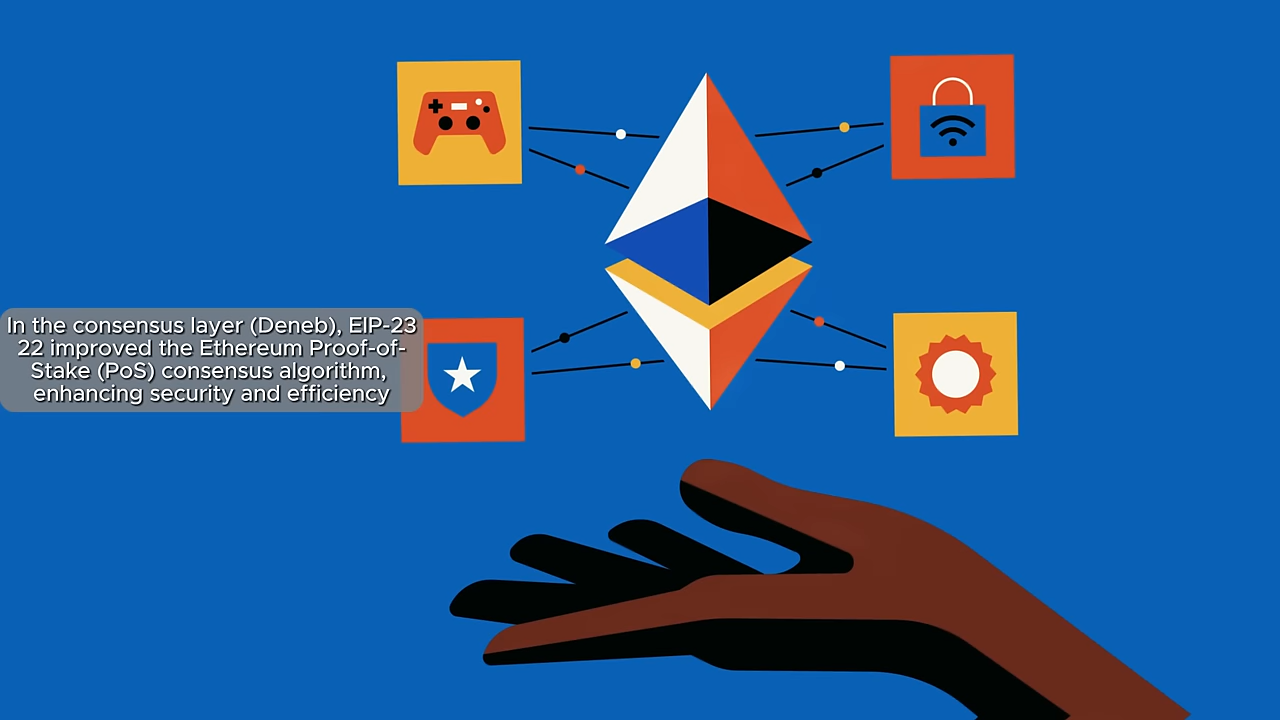 In the consensus layer (Deneb), EIP-23
22 improved the Ethereum Proof-of-
Stake (PoS) consensus algorithm,
enhancing security and efficiency